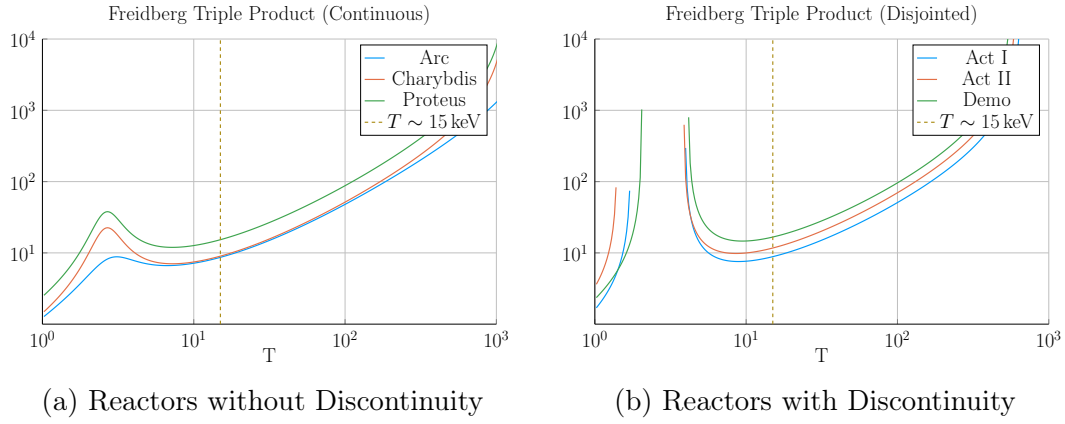 Freidberg Triple Product (Continuous)
10^4
10^3
10^2
10^1
10^0
10^1
10^2
10^3
T
Arc
Charybdis
Proteus
T ∼ 15 keV
(a) Reactors without Discontinuity
Freidberg Triple Product (Disjointed)
10^4
10^3
10^2
10^1
10^0
10^1
10^2
10^3
T
Act I
Act II
Demo
T ∼ 15 keV
(b) Reactors with Discontinuity